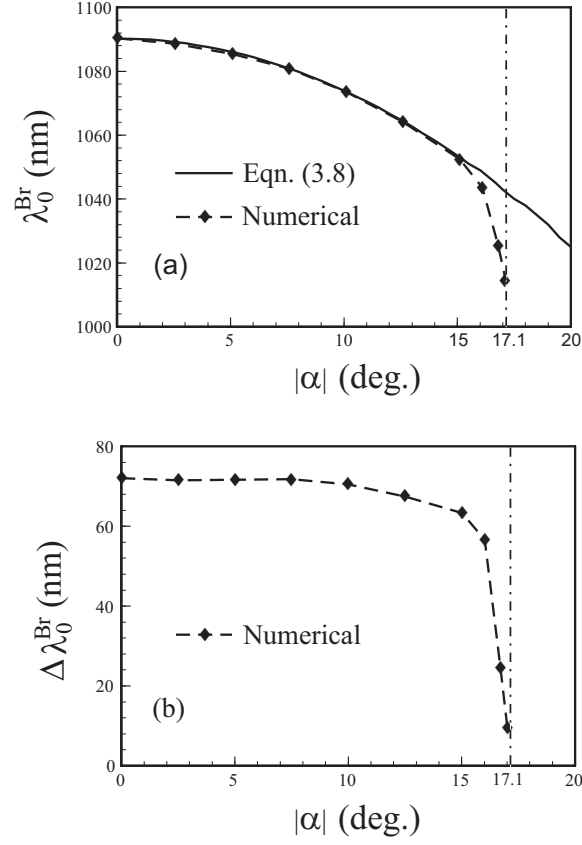 1100
1080
1060
1040
1020
1000
λ₀ᴮʳ (nm)
Eqn. (3.8)
Numerical
(a)
0 5 10 15 17.1 20
|α| (deg.)
80
60
40
20
0
Δλ₀ᴮʳ (nm)
Numerical
(b)
0 5 10 15 17.1 20
|α| (deg.)